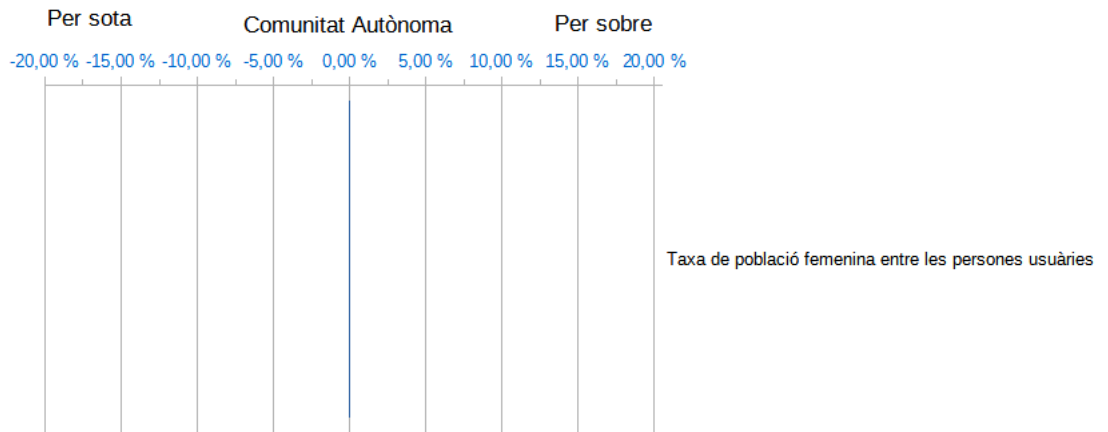 Per sota
Comunitat Autònoma
Per sobre
-20,00 % -15,00 % -10,00 % -5,00 % 0,00 % 5,00 % 10,00 % 15,00 % 20,00 %
Taxa de població femenina entre les persones usuàries